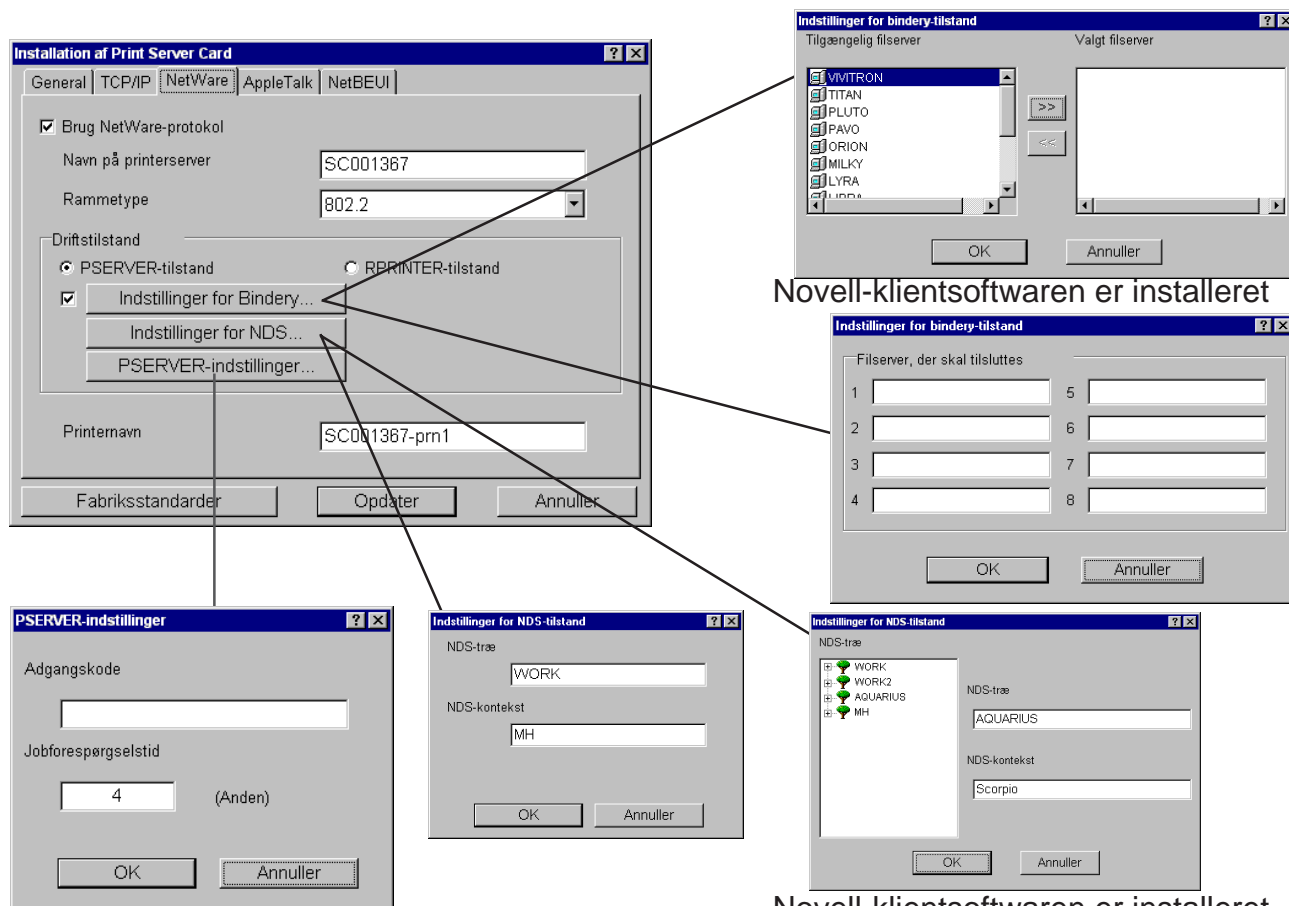 Installation af Print Server Card
General TCP/IP NetWare AppleTalk NetBEUI
Brug NetWare-protokol
Navn på printerserver SC001367
Rammetype 802.2
Driftstilstand
PSERVER-tilstand RPRINTER-tilstand
Indstillinger for Bindery...
Indstillinger for NDS...
PSERVER-indstillinger...
Printernavn SC001367-prn1
Fabriksstandarder Opdater Annuller
Indstillinger for bindery-tilstand
Tilgængelig filserver Valgt filserver
VIVITRON
TITAN
PLUTO
PAVO
ORION
MILKY
LYRA
>>
<<
OK Annuller
Novell-klientsoftwaren er installeret
Indstillinger for bindery-tilstand
Filserver, der skal tilsluttes
1 5
2 6
3 7
4 8
OK Annuller
PSERVER-indstillinger
Adgangskode
Jobforespørgselstid
4 (Anden)
OK Annuller
Indstillinger for NDS-tilstand
NDS-træ
WORK
NDS-kontekst
MH
OK Annuller
Indstillinger for NDS-tilstand
NDS-træ
WORK
WORK2
AQUARIUS
MH
NDS-træ
AQUARIUS
NDS-kontekst
Scorpio
OK Annuller
Novell-klientsoftwaren er installeret